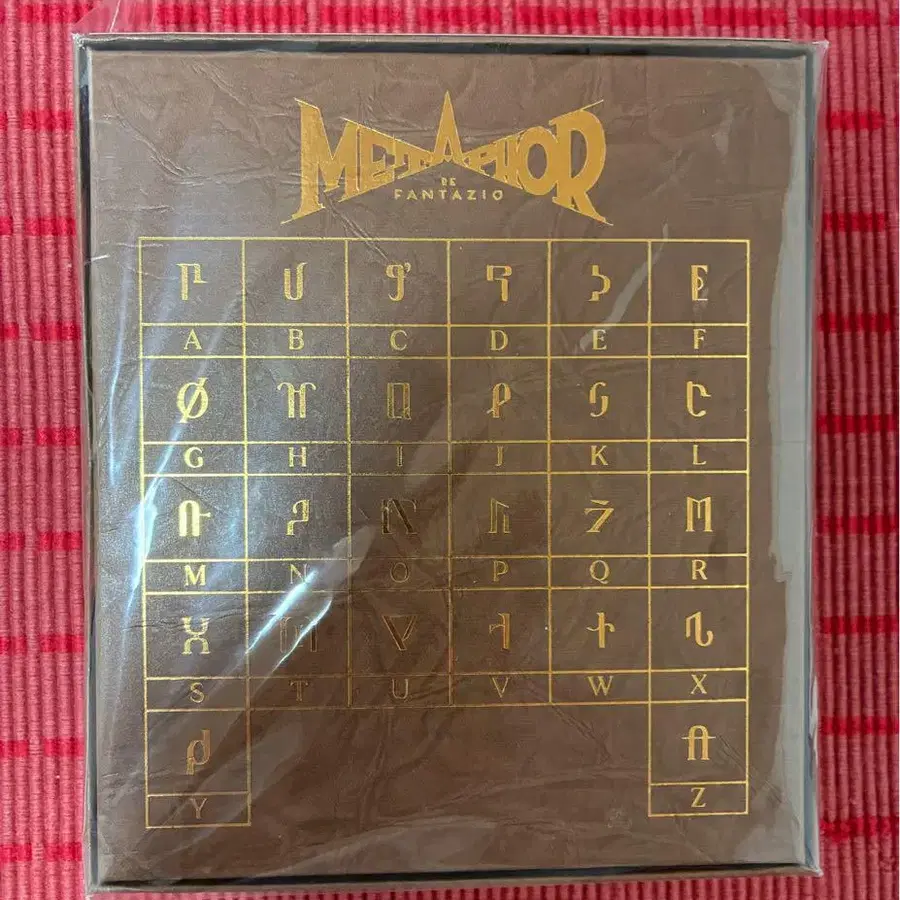 METAPHOR
RE
FANTAZIO
A B C D E F
G H I J K L
M N O P Q R
S T U V W X
Y Z